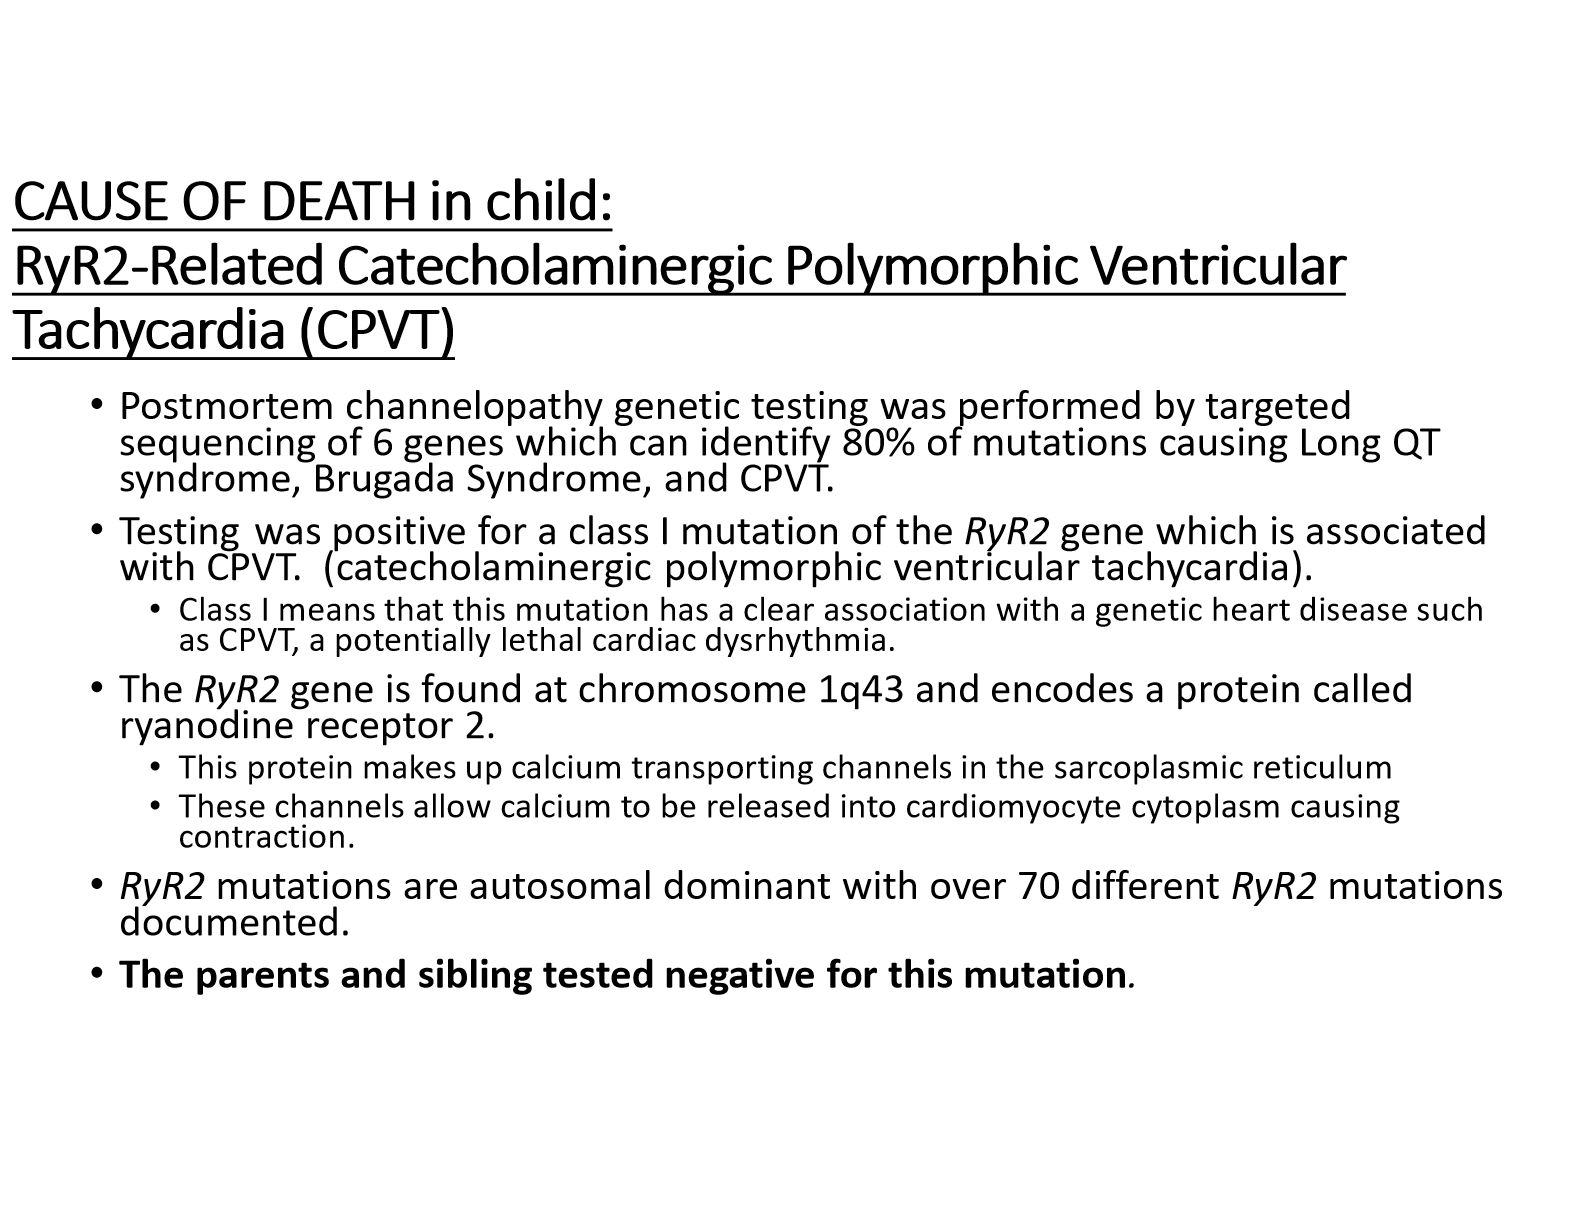 CAUSE OF DEATH in child:
RyR2-Related Catecholaminergic Polymorphic Ventricular
Tachycardia (CPVT)
• Postmortem channelopathy genetic testing was performed by targeted
sequencing of 6 genes which can identify 80% of mutations causing Long QT
syndrome, Brugada Syndrome, and CPVT.
• Testing was positive for a class I mutation of the RyR2 gene which is associated
with CPVT. (catecholaminergic polymorphic ventricular tachycardia).
• Class I means that this mutation has a clear association with a genetic heart disease such
as CPVT, a potentially lethal cardiac dysrhythmia.
• The RyR2 gene is found at chromosome 1q43 and encodes a protein called
ryanodine receptor 2.
• This protein makes up calcium transporting channels in the sarcoplasmic reticulum
• These channels allow calcium to be released into cardiomyocyte cytoplasm causing
contraction.
• RyR2 mutations are autosomal dominant with over 70 different RyR2 mutations
documented.
• The parents and sibling tested negative for this mutation.